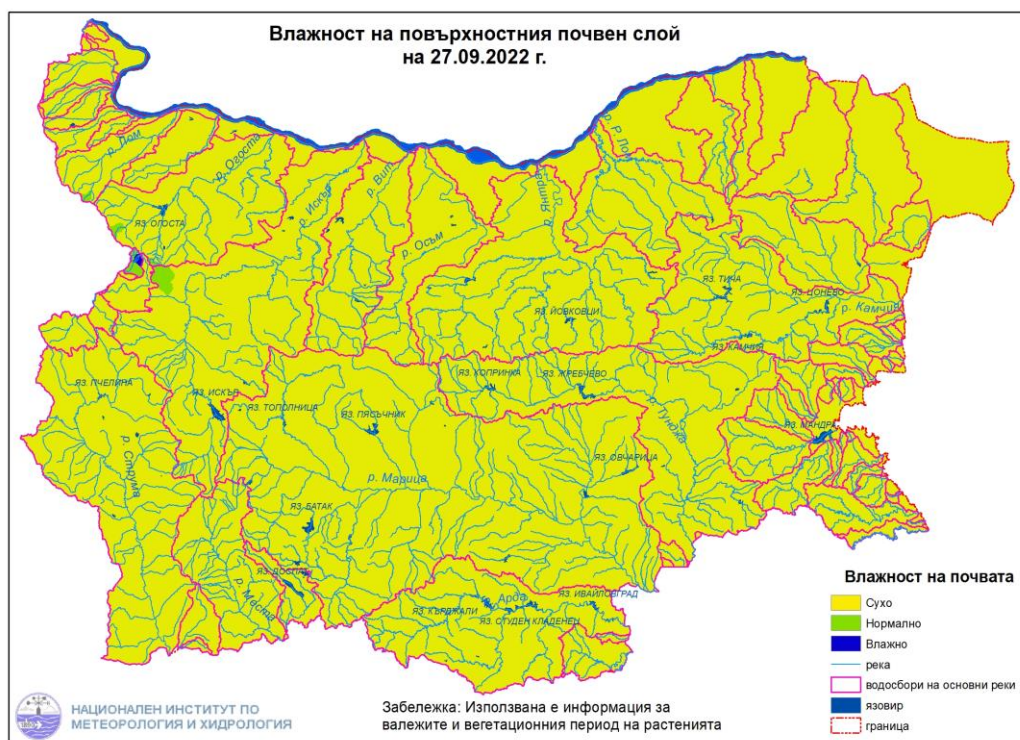 Влажност на повърхностния почвен слой
на 27.09.2022 г.
р. Лом
р. Огоста
р. Искър
р. Вит
р. Осъм
р. Янтра
р. Р.Лом
ЯЗ. ОГОСТА
ЯЗ. ТИЧА
ЯЗ. ЦОНЕВО
р. Камчия
ЯЗ. ЙОВКОВЦИ
ЯЗ. КАМЧИЯ
ЯЗ. ПЧЕЛИНА
ЯЗ. ИСКЪР
ЯЗ. ТОПОЛНИЦА
ЯЗ. ПЯСЪЧНИК
ЯЗ. КОПРИНКА
ЯЗ. ЖРЕБЧЕВО
р. Тунджа
ЯЗ. МАНДРА
р. Струма
р. Марица
ЯЗ. ОВЧАРИЦА
ЯЗ. БАТАК
ЯЗ. ДОСПАТ
р. Места
ЯЗ. КЪРДЖАЛИ
Арда
ЯЗ. ИВАЙЛОВГРАД
ЯЗ. СТУДЕН КЛАДЕНЕЦ
Влажност на почвата
Сухо
Нормално
Влажно
река
водосбори на основни реки
язовир
граница
НАЦИОНАЛЕН ИНСТИТУТ ПО
МЕТЕОРОЛОГИЯ И ХИДРОЛОГИЯ
Забележка: Използвана е информация за
валежите и вегетационния период на растенията